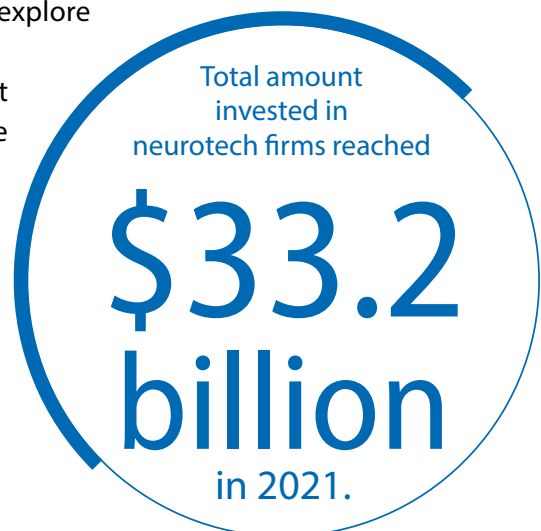 explore
t
e
Total amount
invested in
neurotech firms reached
$33.2
billion
in 2021.